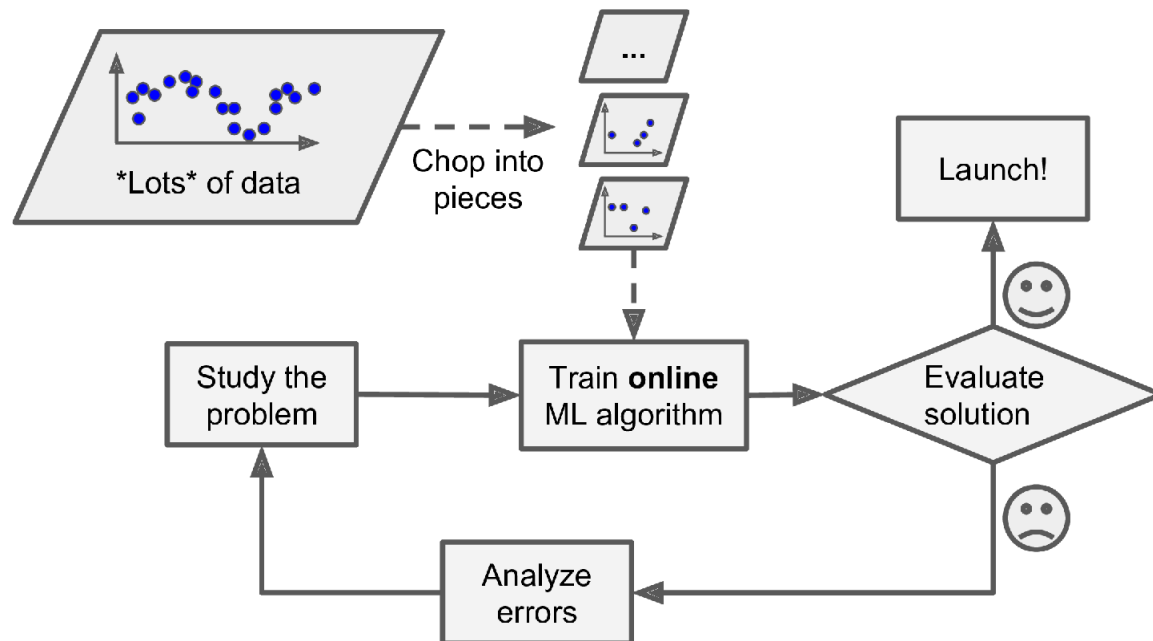 ...
*Lots* of data
Chop into
pieces
Launch!
Study the
problem
Train online
ML algorithm
Evaluate
solution
Analyze
errors